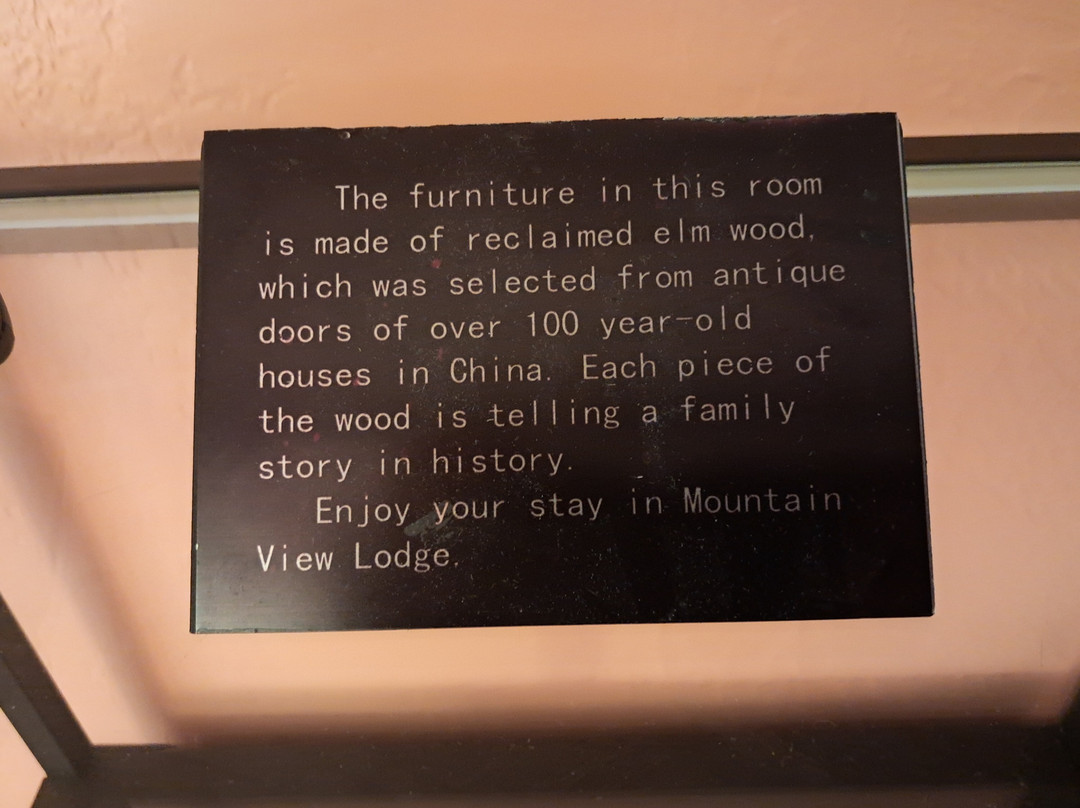 The furniture in this room
is made of reclaimed elm wood,
which was selected from antique
doors of over 100 year-old
houses in China. Each piece of
the wood is telling a family
story in history.
Enjoy your stay in Mountain
View Lodge.